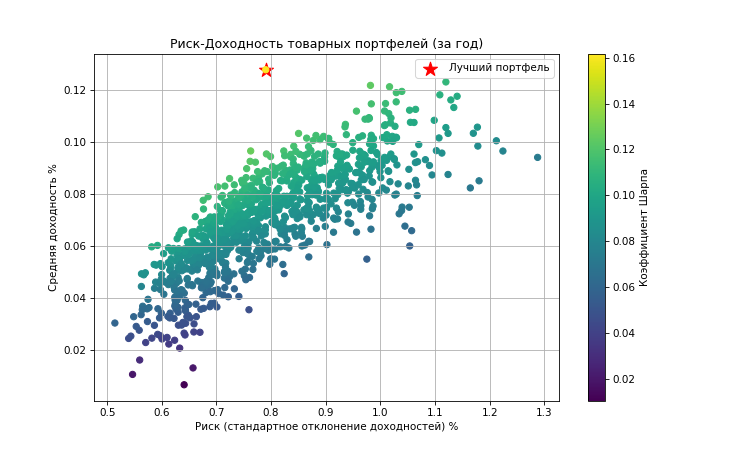 Риск-Доходность товарных портфелей (за год)
Лучший портфель
Средняя доходность %
0.12
0.10
0.08
0.06
0.04
0.02
0.5 0.6 0.7 0.8 0.9 1.0 1.1 1.2 1.3
Риск (стандартное отклонение доходностей) %
0.16
0.14
0.12
0.10
0.08
0.06
0.04
0.02
Коэффициент Шарпа